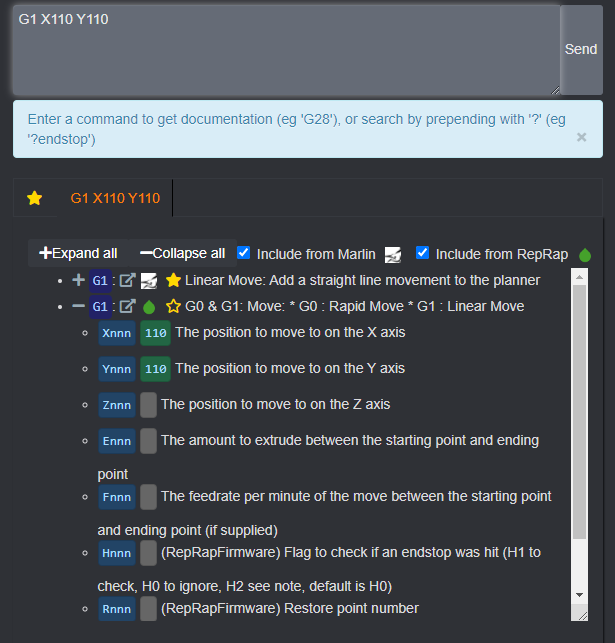 G1 X110 Y110
Send
Enter a command to get documentation (eg 'G28'), or search by prepending with '?' (eg
'?endstop')
×
G1 X110 Y110
Expand all Collapse all Include from Marlin Include from RepRap
G1 : Linear Move: Add a straight line movement to the planner
G1 : G0 & G1: Move: * G0 : Rapid Move * G1 : Linear Move
Xnnn 110 The position to move to on the X axis
Ynnn 110 The position to move to on the Y axis
Znnn The position to move to on the Z axis
Ennn The amount to extrude between the starting point and ending
point
Fnnn The feedrate per minute of the move between the starting point
and ending point (if supplied)
Hnnn (RepRapFirmware) Flag to check if an endstop was hit (H1 to
check, H0 to ignore, H2 see note, default is H0)
Rnnn (RepRapFirmware) Restore point number